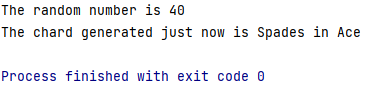 The random number is 40
The chard generated just now is Spades in Ace
Process finished with exit code 0